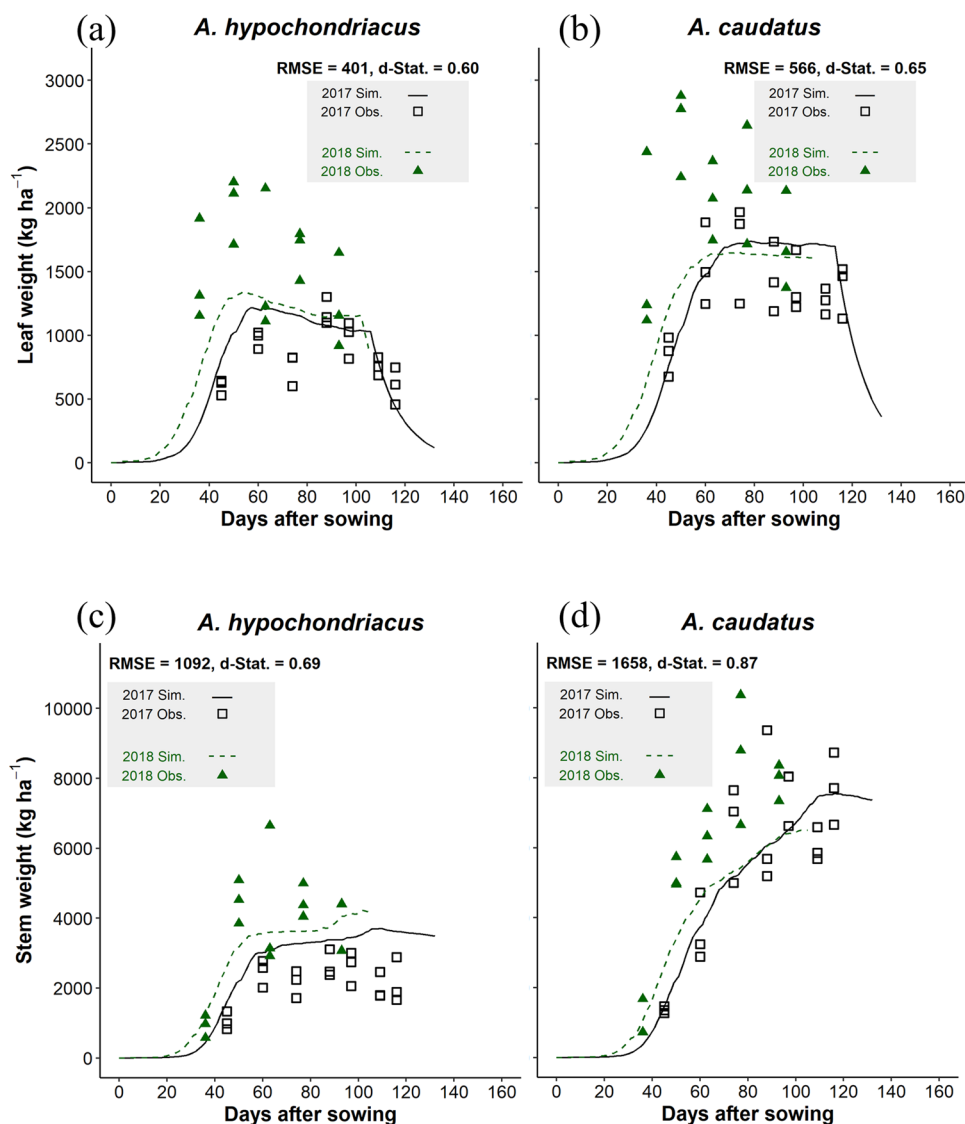 (a)
A. hypochondriacus
RMSE = 401, d-Stat. = 0.60
2017 Sim.
2017 Obs.
2018 Sim.
2018 Obs.
Leaf weight (kg ha⁻¹)
3000
2500
2000
1500
1000
500
0
0 20 40 60 80 100 120 140 160
Days after sowing
(b)
A. caudatus
RMSE = 566, d-Stat. = 0.65
2017 Sim.
2017 Obs.
2018 Sim.
2018 Obs.
0 20 40 60 80 100 120 140 160
Days after sowing
(c)
A. hypochondriacus
RMSE = 1092, d-Stat. = 0.69
2017 Sim.
2017 Obs.
2018 Sim.
2018 Obs.
Stem weight (kg ha⁻¹)
10000
8000
6000
4000
2000
0
0 20 40 60 80 100 120 140 160
Days after sowing
(d)
A. caudatus
RMSE = 1658, d-Stat. = 0.87
2017 Sim.
2017 Obs.
2018 Sim.
2018 Obs.
0 20 40 60 80 100 120 140 160
Days after sowing